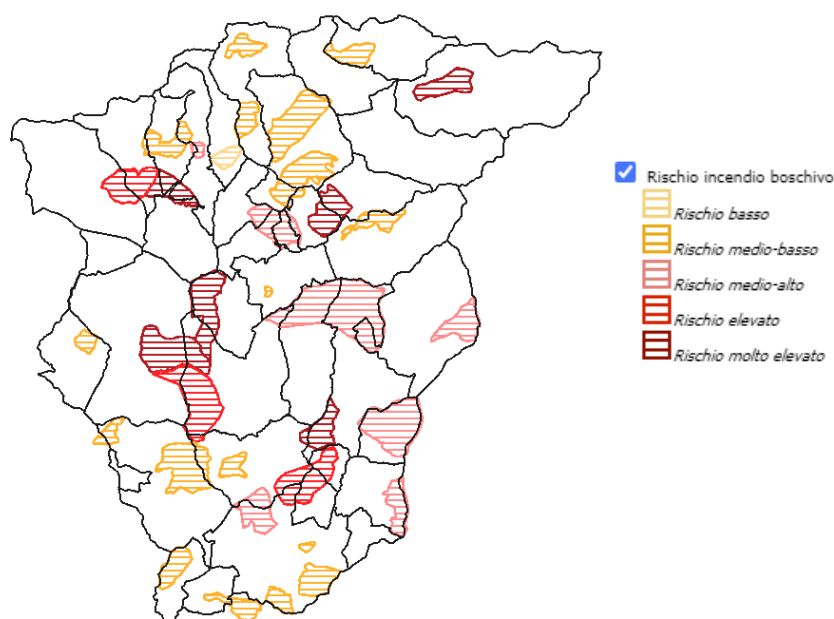 Rischio incendio boschivo
Rischio basso
Rischio medio-basso
Rischio medio-alto
Rischio elevato
Rischio molto elevato